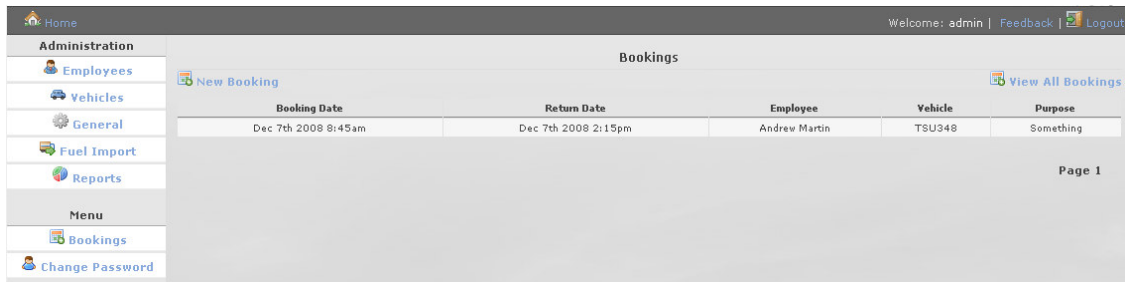 Home
Welcome: admin | Feedback | Logout
Administration
Employees
Vehicles
General
Fuel Import
Reports
Menu
Bookings
Change Password
Bookings
New Booking
View All Bookings
Booking Date Return Date Employee Vehicle Purpose
Dec 7th 2008 8:45am Dec 7th 2008 2:15pm Andrew Martin TSU348 Something
Page 1